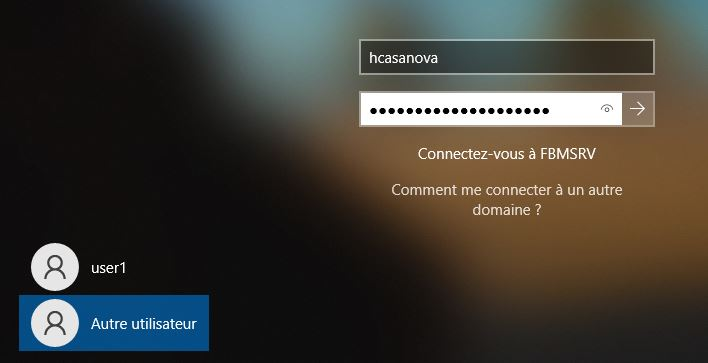 hcasanova
••••••••••••••••••••
Connectez-vous à FBMSRV
Comment me connecter à un autre
domaine ?
user1
Autre utilisateur